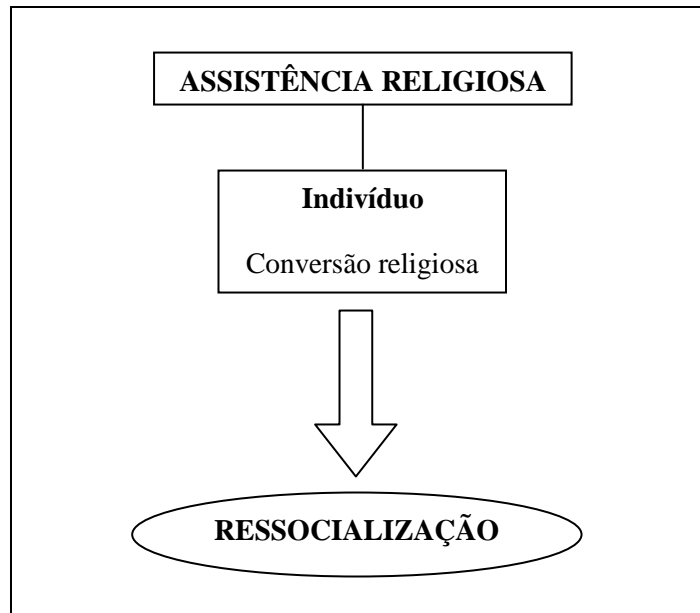 ASSISTÊNCIA RELIGIOSA
Indivíduo
Conversão religiosa
RESSOCIALIZAÇÃO